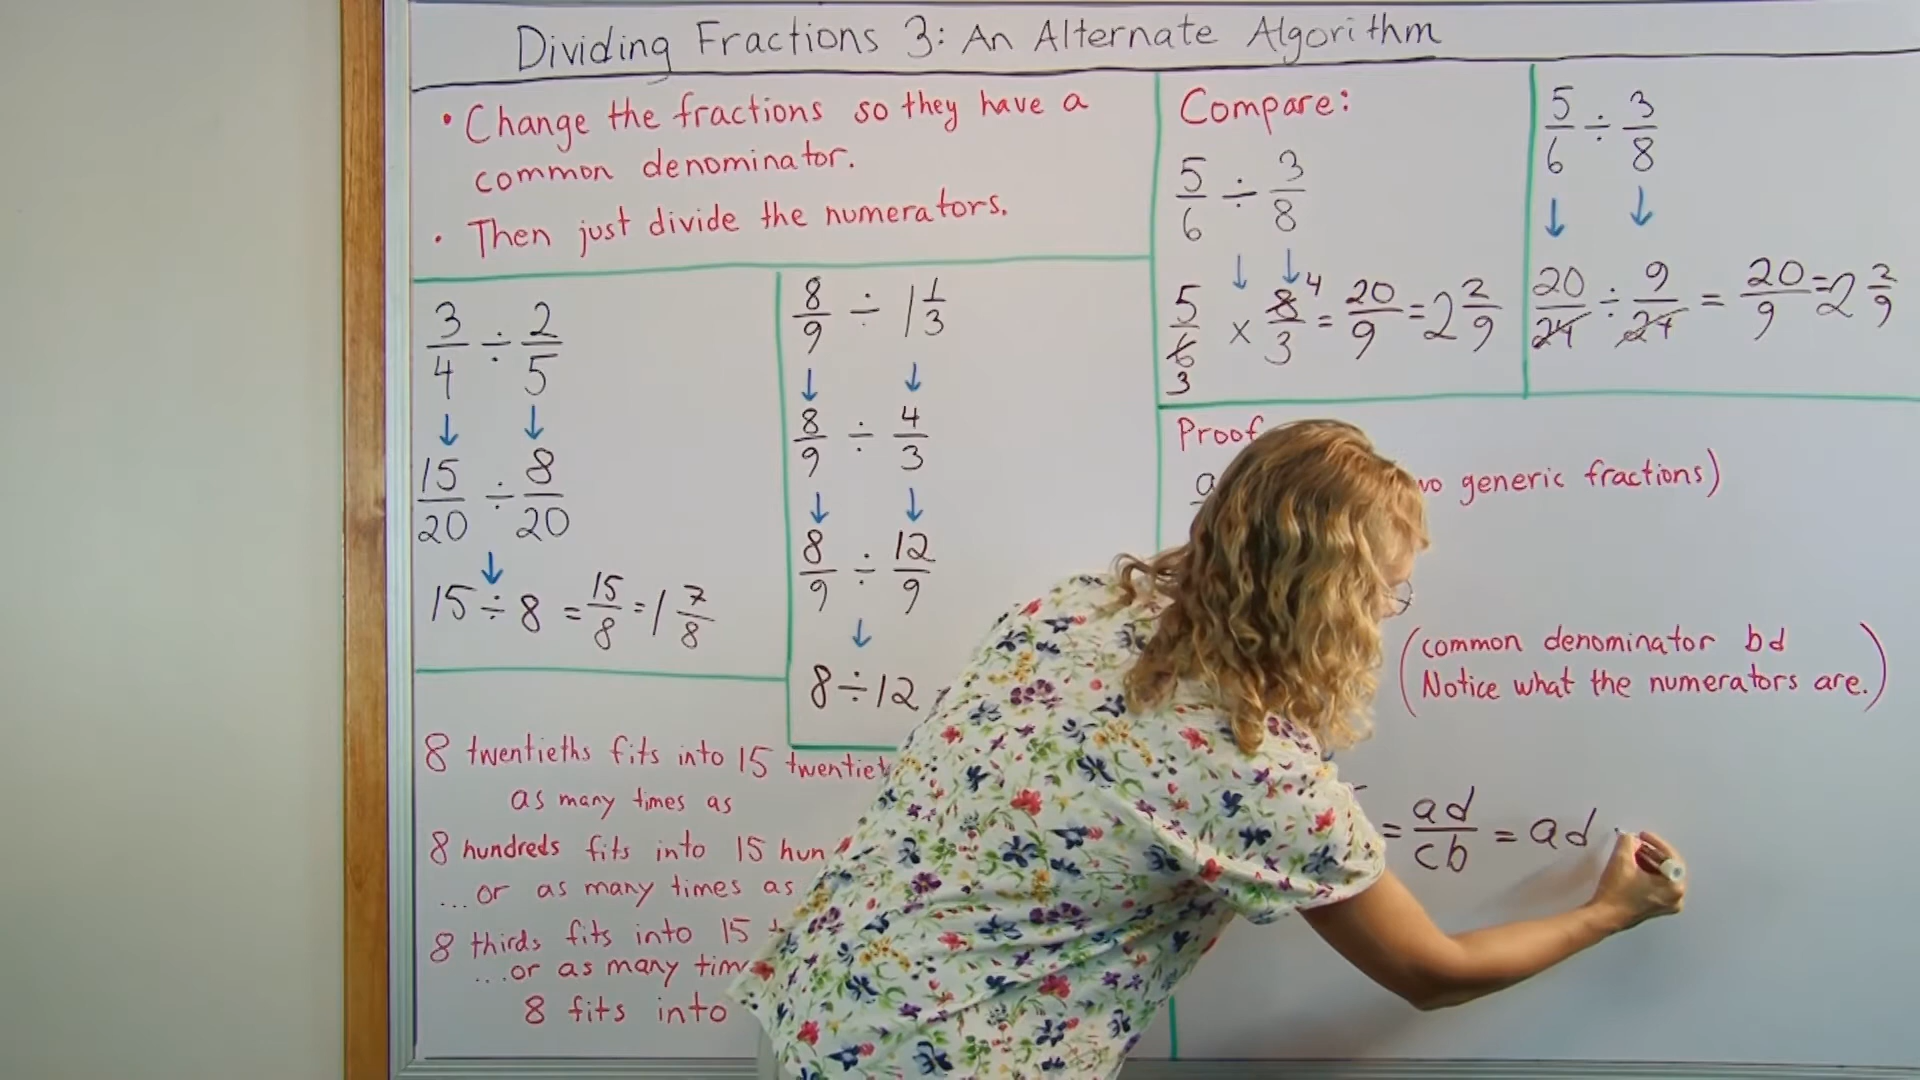 Dividing Fractions 3: An Alternate Algorithm
• Change the fractions so they have a
common denominator.
• Then just divide the numerators.
3/4 ÷ 2/5
↓ ↓
15/20 ÷ 8/20
↓
15 ÷ 8 = 15/8 = 1 7/8
8/9 ÷ 1 1/3
↓ ↓
8/9 ÷ 4/3
↓ ↓
8/9 ÷ 12/9
↓
8 ÷ 12
8 twentieths fits into 15
as many times as
8 hundreds fits into 15
...or as many times as
8 thirds fits into 15
...or as many
8 fits into
Compare:
5/6 ÷ 3/8
↓ ↓
5/6 3 × 8/3 4 = 20/9 = 2 2/9
5/6 ÷ 3/8
↓ ↓
20/24 ÷ 9/24 = 20/9 = 2 2/9
Proof
a generic fractions)
(common denominator bd
Notice what the numerators are.)
= ad/cb = ad